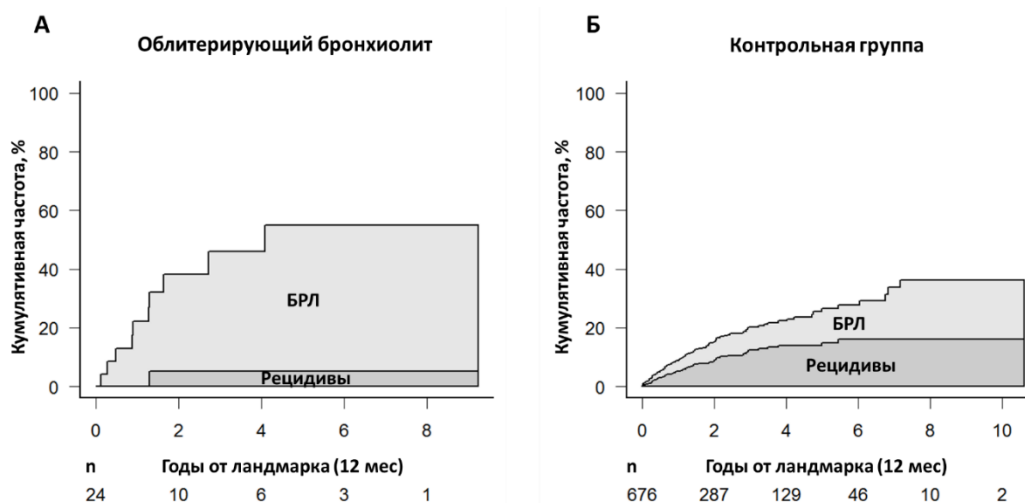 А
Облитерирующий бронхиолит
Кумулятивная частота, %
100
80
60
40
20
0
БРЛ
Рецидивы
0 2 4 6 8
n Годы от ландмарка (12 мес)
24 10 6 3 1
Б
Контрольная группа
Кумулятивная частота, %
100
80
60
40
20
0
БРЛ
Рецидивы
0 2 4 6 8 10
n Годы от ландмарка (12 мес)
676 287 129 46 10 2